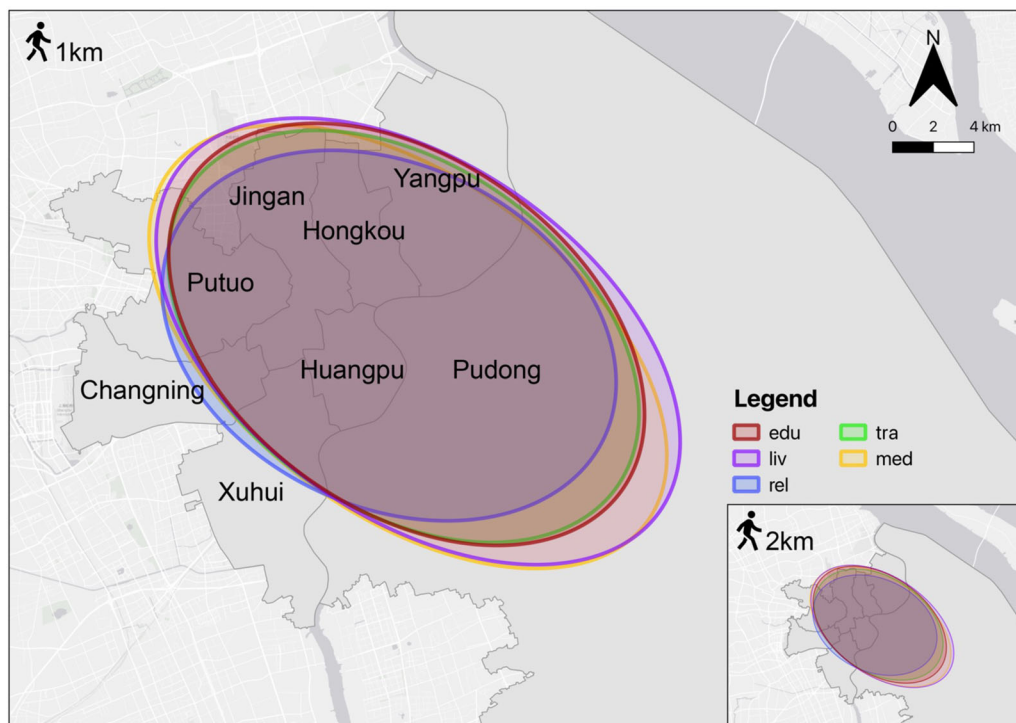 1km
N
0 2 4 km
Yangpu
Jingan
Hongkou
Putuo
Huangpu
Pudong
Changning
Xuhui
Legend
edu
tra
liv
med
rel
2km